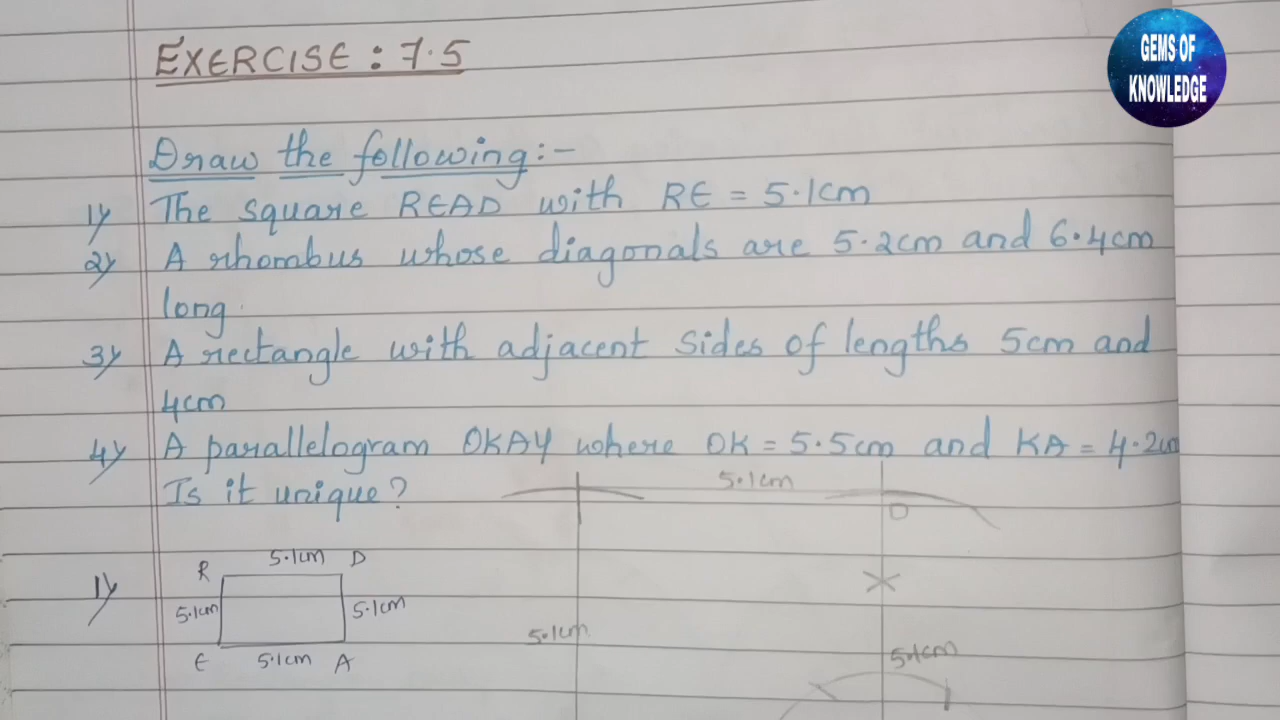 EXERCISE : 7.5
GEMS OF
KNOWLEDGE
Draw the following:-
1) The square READ with RE = 5.1cm
2) A rhombus whose diagonals are 5.2cm and 6.4cm
long.
3) A rectangle with adjacent sides of lengths 5cm and
4cm
4) A parallelogram OKAY where OK = 5.5cm and KA = 4.2cm
Is it unique?
5.1cm
D
1)
R 5.1cm D
5.1cm 5.1cm
E 5.1cm A
5.1cm
5.1cm